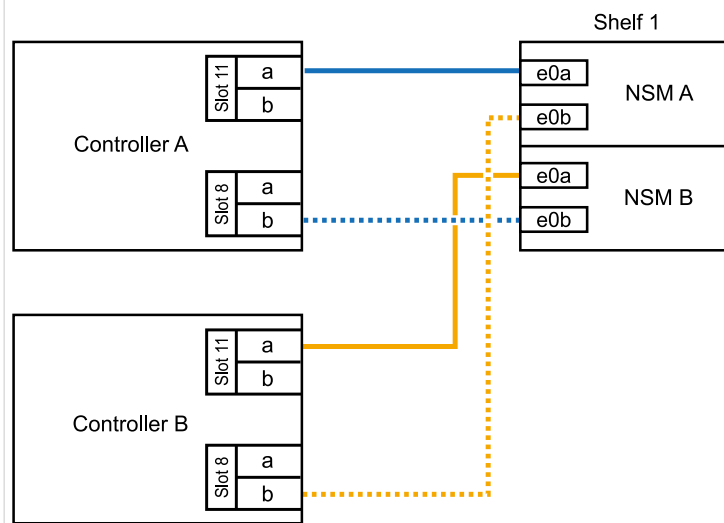 Shelf 1
Controller A
Slot 11
a
b
Slot 8
a
b
e0a
e0b
NSM A
e0a
e0b
NSM B
Controller B
Slot 11
a
b
Slot 8
a
b